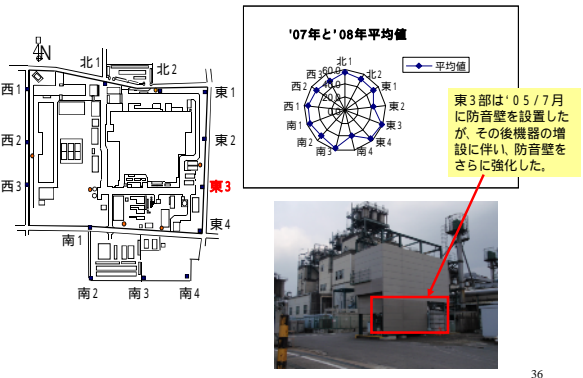 N
北1
北2
西1
東1
西2
東2
西3
東3
東4
南1
南2
南3
南4
'07年と'08年平均値
平均値
北1
60.0
北2
東1
東2
東3
東4
南4
南3
南2
南1
西1
西2
西3
40.0
20.0
0.0
東3部は‘05/7月
に防音壁を設置した
が、その後機器の増
設に伴い、防音壁を
さらに強化した。
36